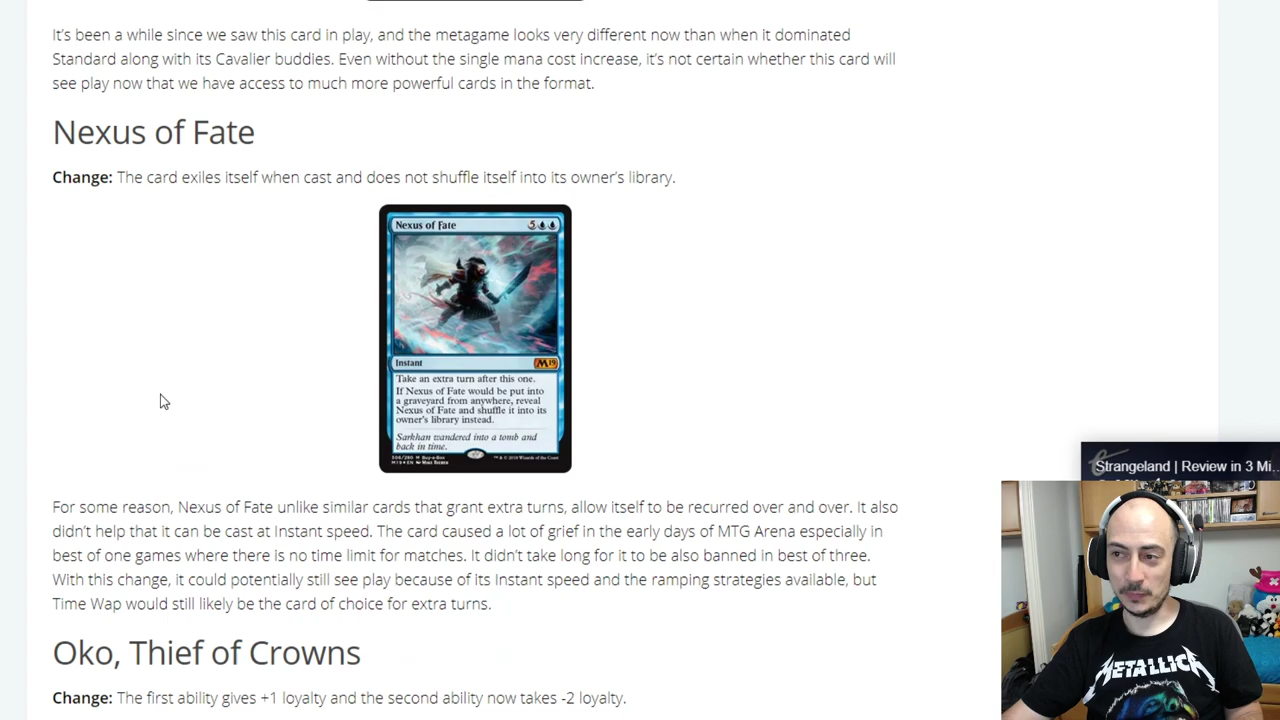 It's been a while since we saw this card in play, and the metagame looks very different now than when it dominated
Standard along with its Cavalier buddies. Even without the single mana cost increase, it's not certain whether this card will
see play now that we have access to much more powerful cards in the format.
Nexus of Fate
Change: The card exiles itself when cast and does not shuffle itself into its owner's library.
Nexus of Fate 5
Instant M19
Take an extra turn after this one.
If Nexus of Fate would be put into
a graveyard from anywhere, reveal
Nexus of Fate and shuffle it into its
owner's library instead.
Sarkhan wandered into a tomb and
back in time.
For some reason, Nexus of Fate unlike similar cards that grant extra turns, allow itself to be recurred over and over. It also
didn't help that it can be cast at Instant speed. The card caused a lot of grief in the early days of MTG Arena especially in
best of one games where there is no time limit for matches. It didn't take long for it to be also banned in best of three.
With this change, it could potentially still see play because of its Instant speed and the ramping strategies available, but
Time Wap would still likely be the card of choice for extra turns.
Strangeland | Review in 3 Mi...
METALLICA
Oko, Thief of Crowns
Change: The first ability gives +1 loyalty and the second ability now takes -2 loyalty.